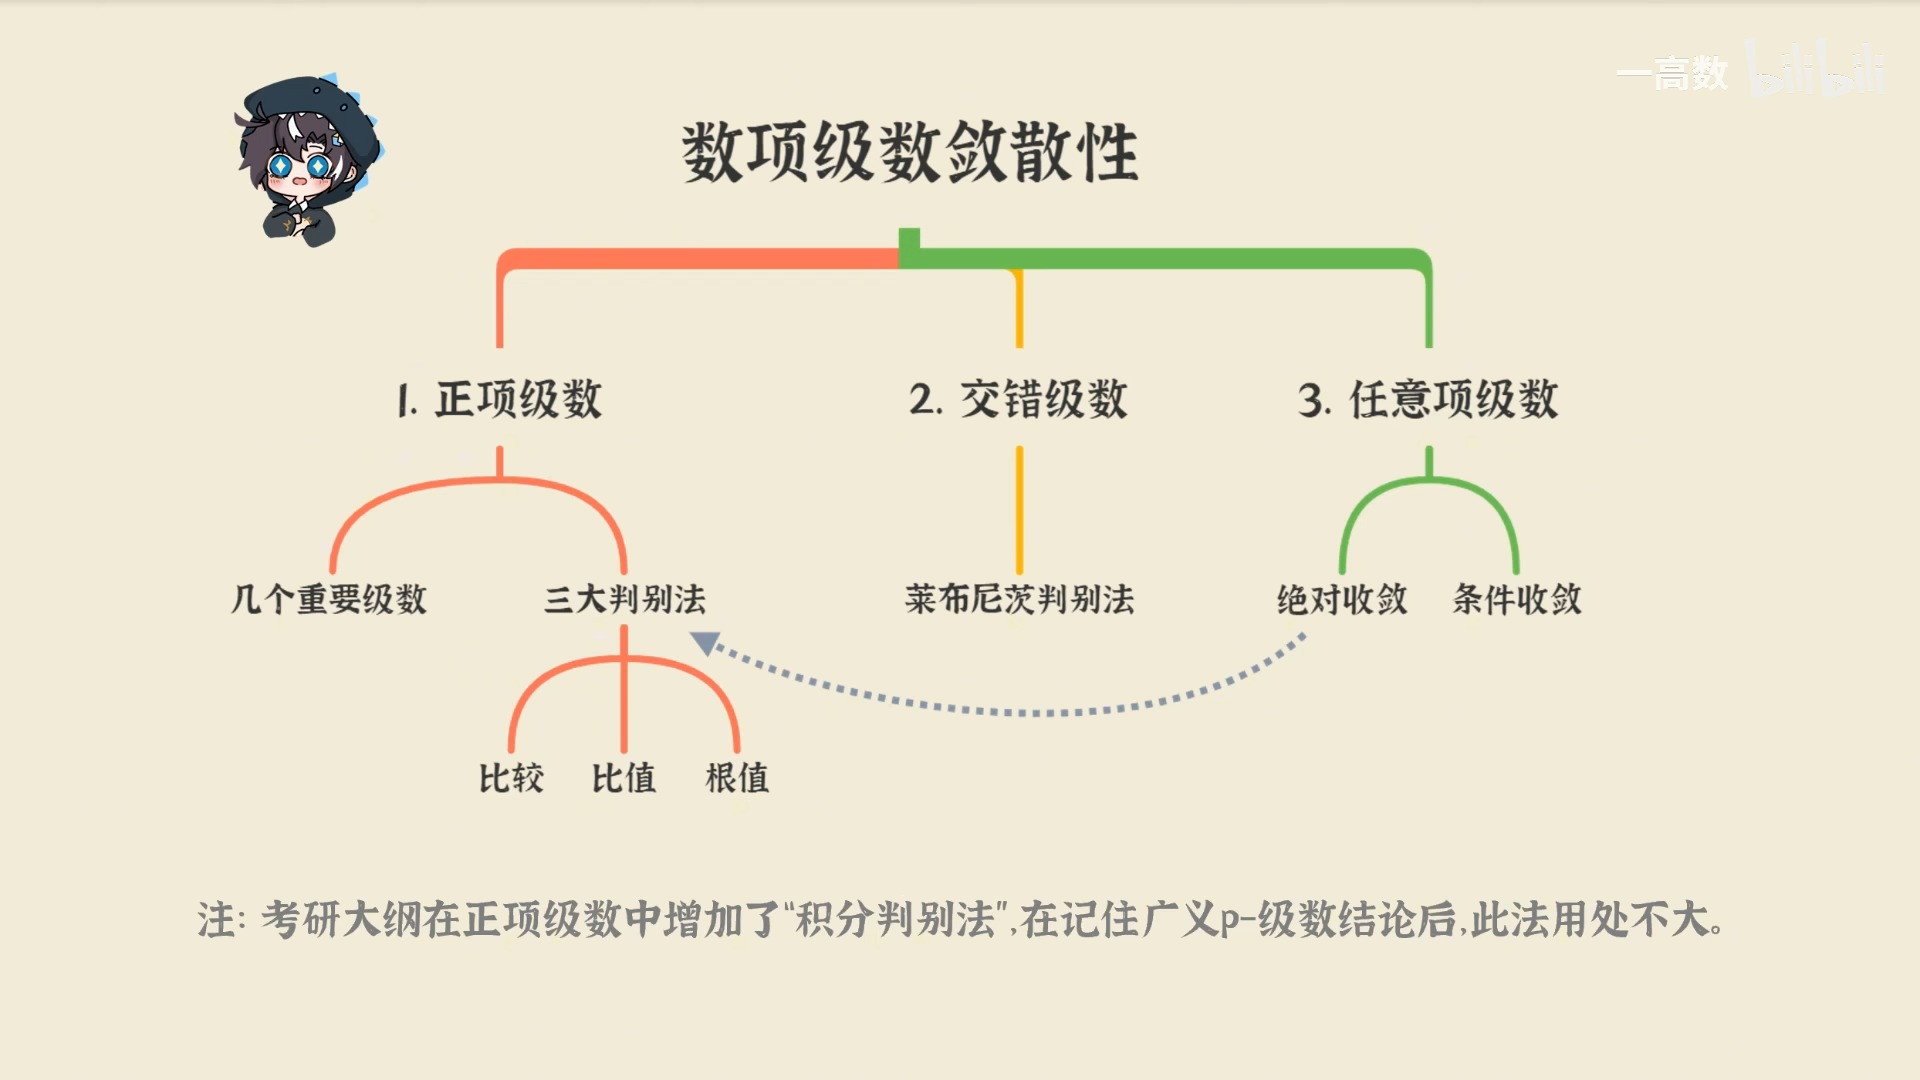 一高数 bilibili
数项级数敛散性
1. 正项级数
2. 交错级数
3. 任意项级数
几个重要级数
三大判别法
莱布尼茨判别法
绝对收敛
条件收敛
比较
比值
根值
注: 考研大纲在正项级数中增加了“积分判别法”,在记住广义p-级数结论后,此法用处不大。